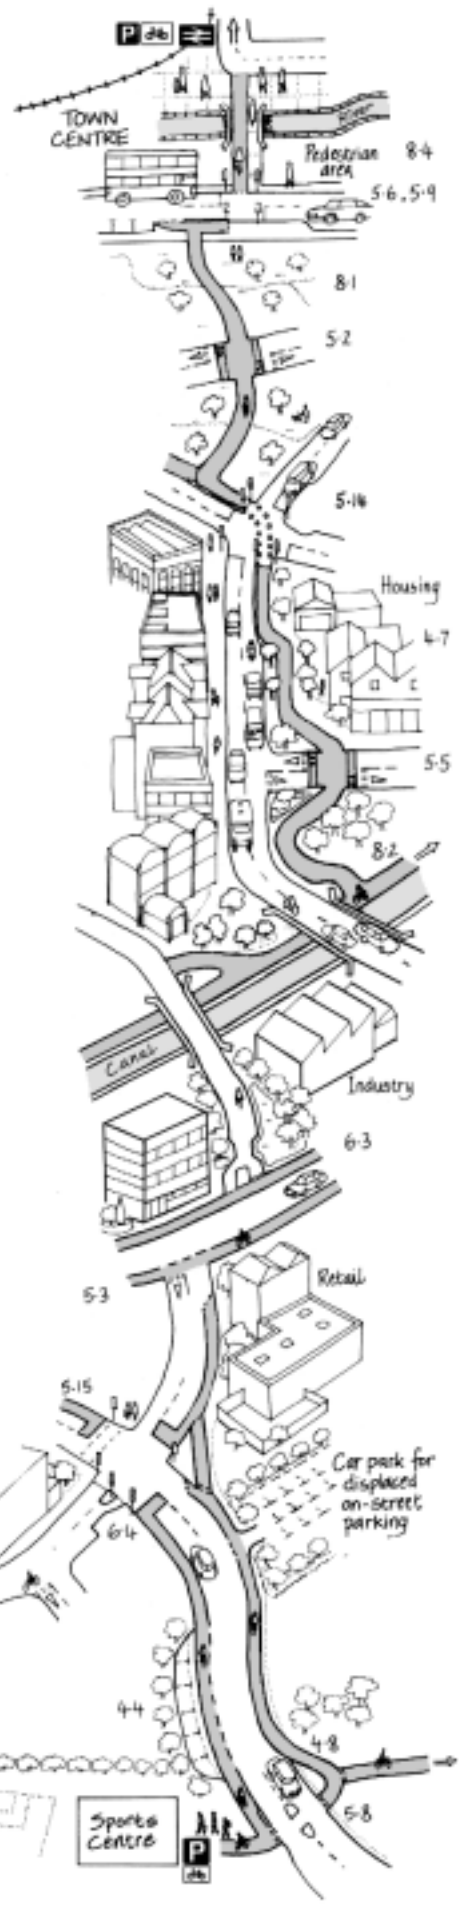 P
TOWN
CENTRE
River
Pedestrian
area
8·4
5·6, 5·9
8·1
5·2
5·14
Housing
4·7
5·5
8·2
Canal
Industry
6·3
5·3
Retail
5·15
Car park for
displaced
on-street
parking
6·4
4·4
4·8
5·8
Sports
Centre
P